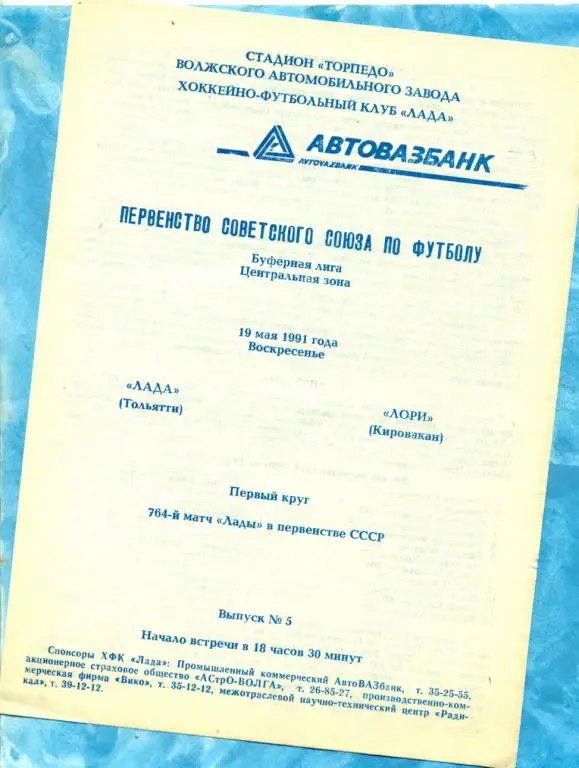 СТАДИОН «ТОРПЕДО»
ВОЛЖСКОГО АВТОМОБИЛЬНОГО ЗАВОДА
ХОККЕЙНО-ФУТБОЛЬНЫЙ КЛУБ «ЛАДА»
АВТОВАЗБАНК
AVTOVAZBANK
ПЕРВЕНСТВО СОВЕТСКОГО СОЮЗА ПО ФУТБОЛУ
Буферная лига
Центральная зона
19 мая 1991 года
Воскресенье
«ЛАДА»
(Тольятти)
«ЛОРИ»
(Кировакан)
Первый круг
764-й матч «Лады» в первенстве СССР
Выпуск № 5
Начало встречи в 18 часов 30 минут
Спонсоры ХФК «Лада»: Промышленный коммерческий АвтоВАЗбанк, т. 35-25-55,
акционерное страховое общество «АСтрО-ВОЛГА», т. 26-85-27, производственно-ком-
мерческая фирма «Вико», т. 35-12-12, межотраслевой научно-технический центр «Ради-
кал», т. 39-12-12.